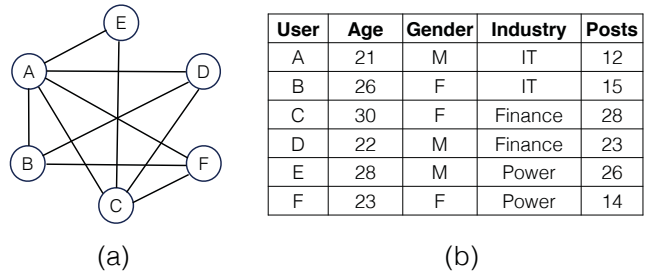 E
A
D
B
F
C
(a)
User Age Gender Industry Posts
A 21 M IT 12
B 26 F IT 15
C 30 F Finance 28
D 22 M Finance 23
E 28 M Power 26
F 23 F Power 14
(b)